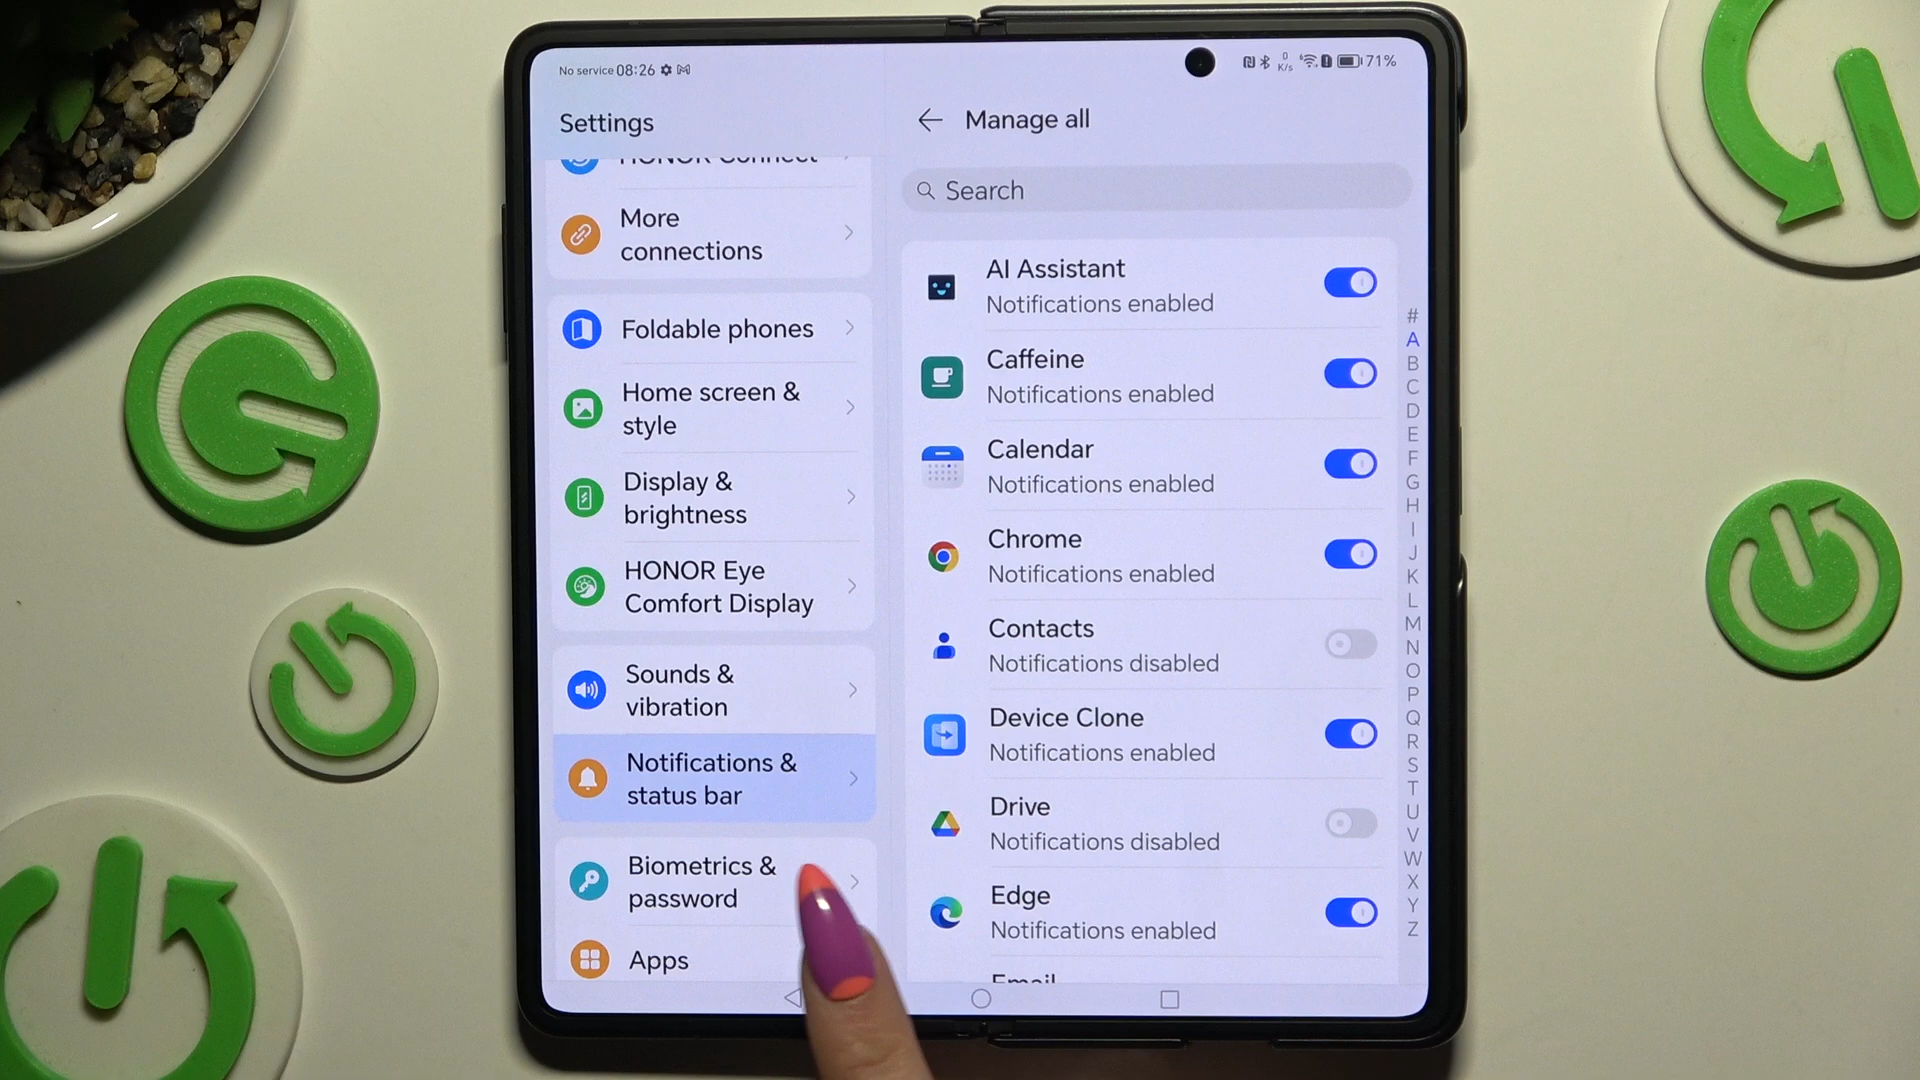 No service 08:26
0
K/s
71%
Settings
HONOR Connect
More
connections
Foldable phones
Home screen &
style
Display &
brightness
HONOR Eye
Comfort Display
Sounds &
vibration
Notifications &
status bar
Biometrics &
password
Apps
Manage all
Search
AI Assistant
Notifications enabled
Caffeine
Notifications enabled
Calendar
Notifications enabled
Chrome
Notifications enabled
Contacts
Notifications disabled
Device Clone
Notifications enabled
Drive
Notifications disabled
Edge
Notifications enabled
Email
#
A
B
C
D
E
F
G
H
I
J
K
L
M
N
O
P
Q
R
S
T
U
V
W
X
Y
Z